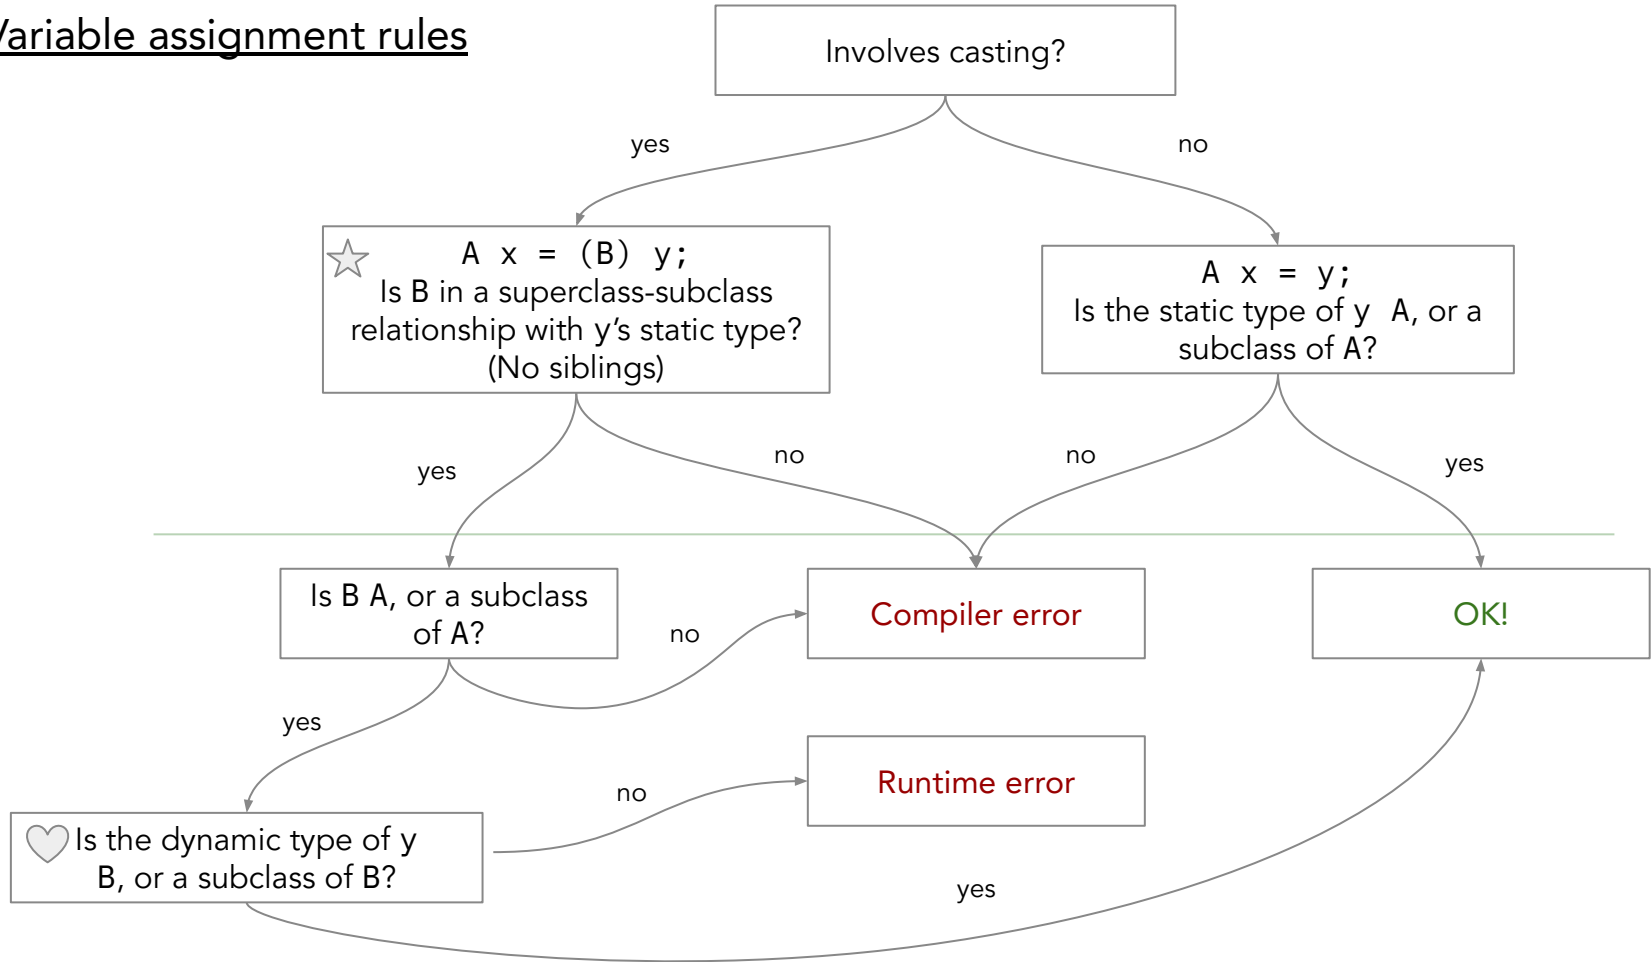 Variable assignment rules
Involves casting?
yes
no
A x = (B) y;
Is B in a superclass-subclass
relationship with y’s static type?
(No siblings)
A x = y;
Is the static type of y A, or a
subclass of A?
yes
no
no
yes
Is B A, or a subclass
of A?
no
Compiler error
OK!
yes
no
Runtime error
Is the dynamic type of y
B, or a subclass of B?
yes